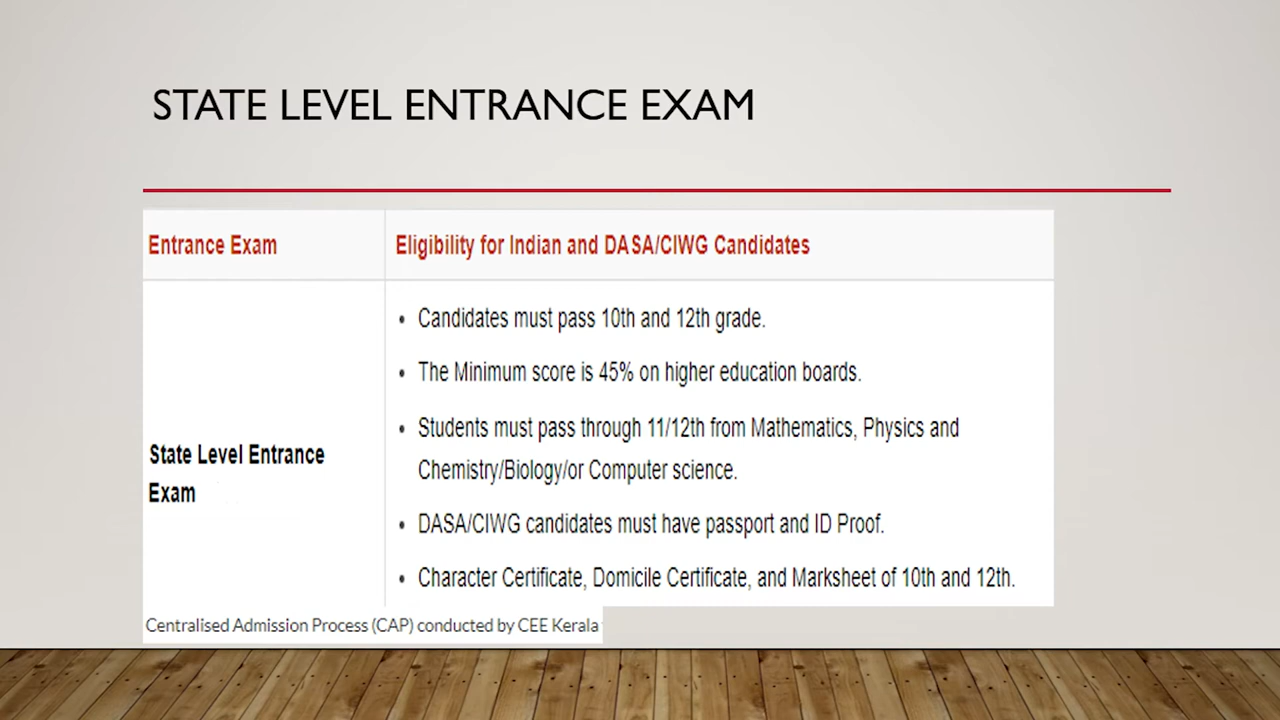 STATE LEVEL ENTRANCE EXAM
Entrance Exam
Eligibility for Indian and DASA/CIWG Candidates
State Level Entrance
Exam
• Candidates must pass 10th and 12th grade.
• The Minimum score is 45% on higher education boards.
• Students must pass through 11/12th from Mathematics, Physics and
Chemistry/Biology/or Computer science.
• DASA/CIWG candidates must have passport and ID Proof.
• Character Certificate, Domicile Certificate, and Marksheet of 10th and 12th.
Centralised Admission Process (CAP) conducted by CEE Kerala